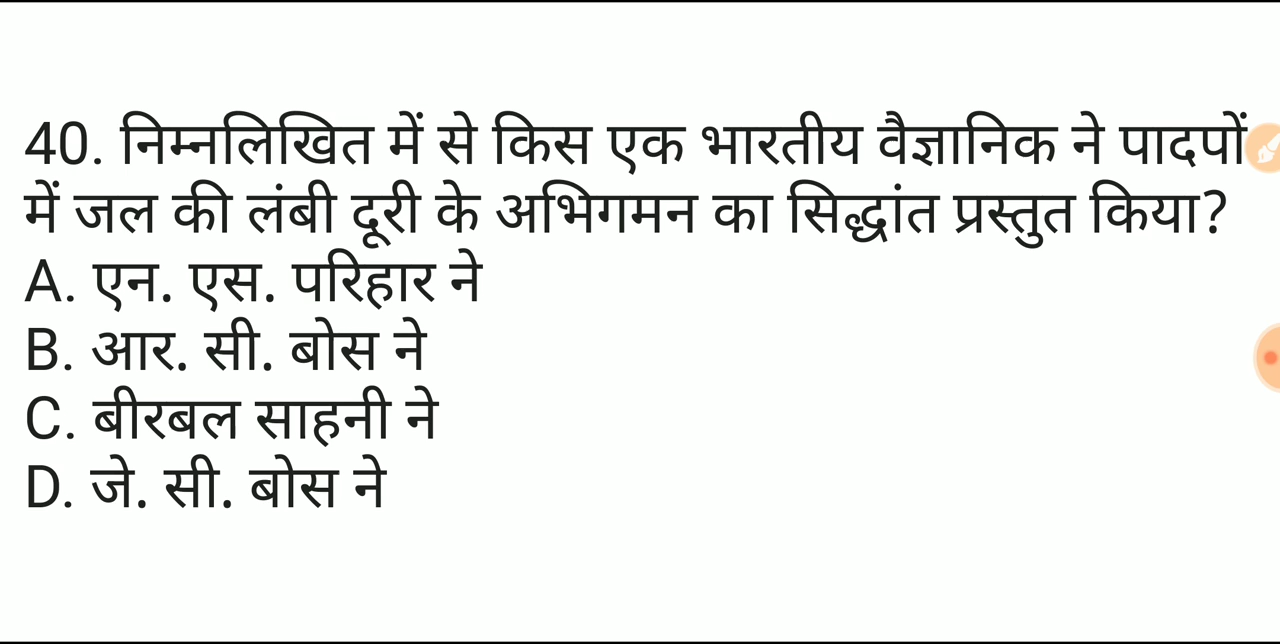 40. निम्नलिखित में से किस एक भारतीय वैज्ञानिक ने पादपों
में जल की लंबी दूरी के अभिगमन का सिद्धांत प्रस्तुत किया?
A. एन. एस. परिहार ने
B. आर. सी. बोस ने
C. बीरबल साहनी ने
D. जे. सी. बोस ने